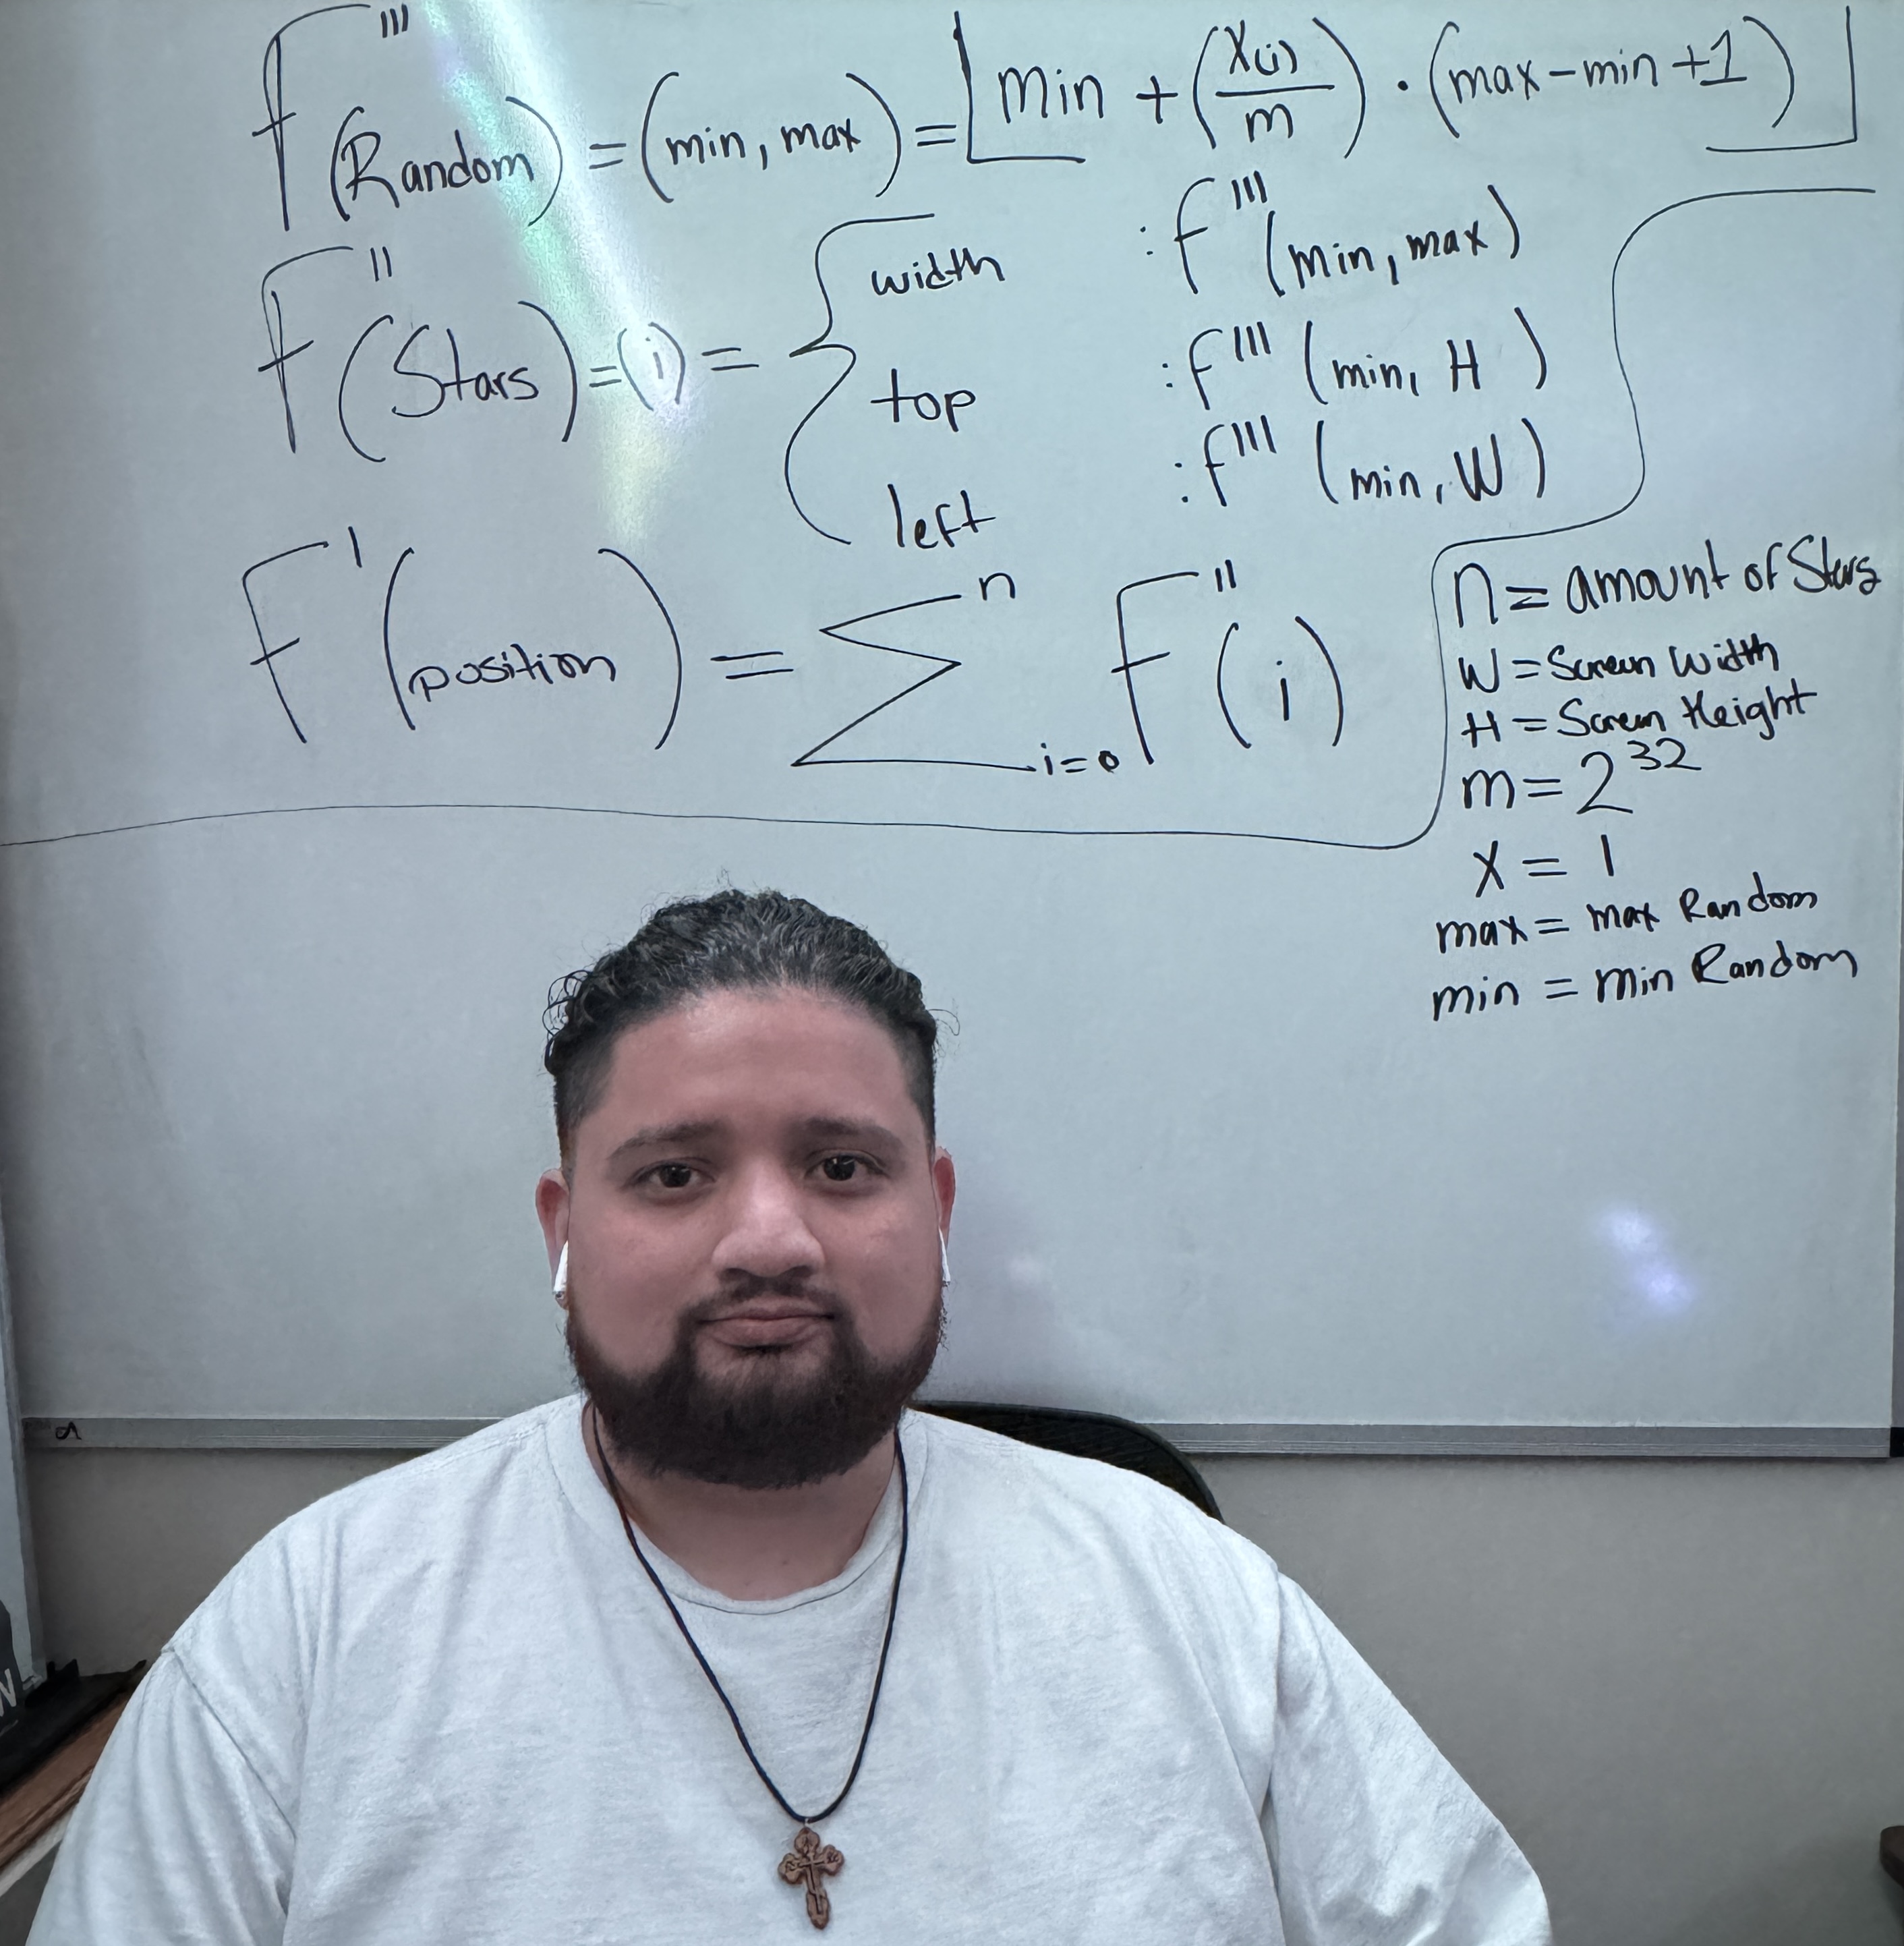 f'''(Random) = (min, max) = ⌊min + (x(i)/m) · (max - min + 1)⌋
f''(Stars) = (i) = {
width : f'''(min, max)
top : f'''(min, H)
left : f'''(min, W)
F'(position) = Σ n i=0 F''(i)
n = amount of Stars
W = Screen Width
H = Screen Height
m = 2^32
x = 1
max = max Random
min = min Random